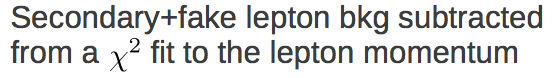 Secondary+fake lepton bkg subtracted
from a χ² fit to the lepton momentum